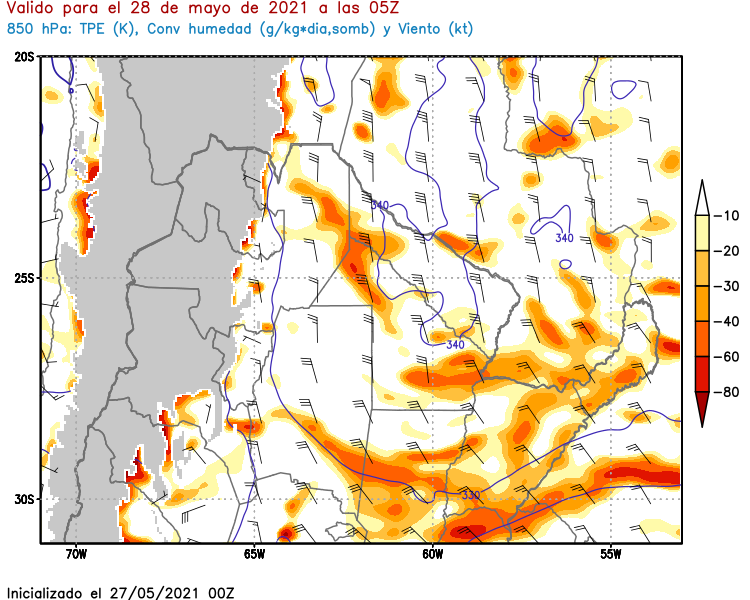 Valido para el 28 de mayo de 2021 a las 05Z
850 hPa: TPE (K), Conv humedad (g/kg*dia,somb) y Viento (kt)
20S
25S
30S
70W
65W
60W
55W
340
340
340
330
-10
-20
-30
-40
-60
-80
Inicializado el 27/05/2021 00Z